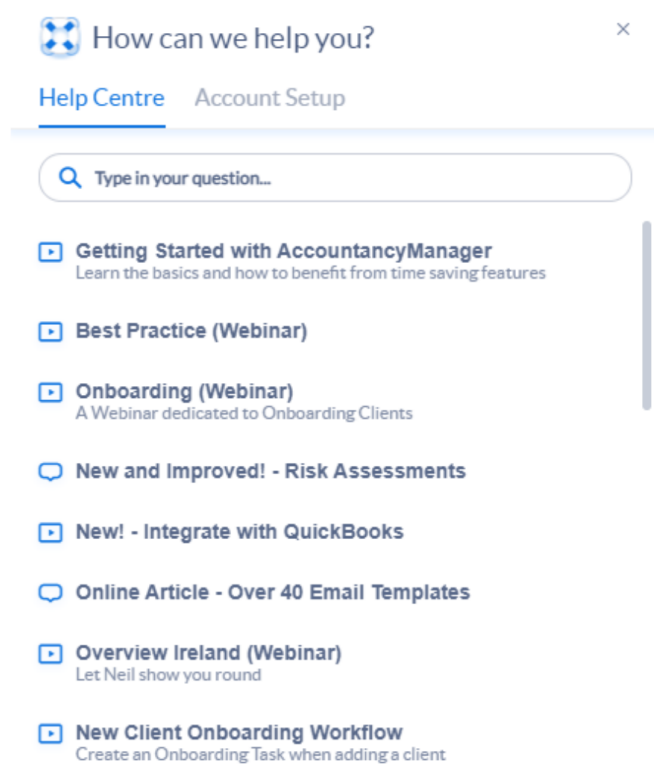 How can we help you?
Help Centre Account Setup
Type in your question...
Getting Started with AccountancyManager
Learn the basics and how to benefit from time saving features
Best Practice (Webinar)
Onboarding (Webinar)
A Webinar dedicated to Onboarding Clients
New and Improved! - Risk Assessments
New! - Integrate with QuickBooks
Online Article - Over 40 Email Templates
Overview Ireland (Webinar)
Let Neil show you round
New Client Onboarding Workflow
Create an Onboarding Task when adding a client